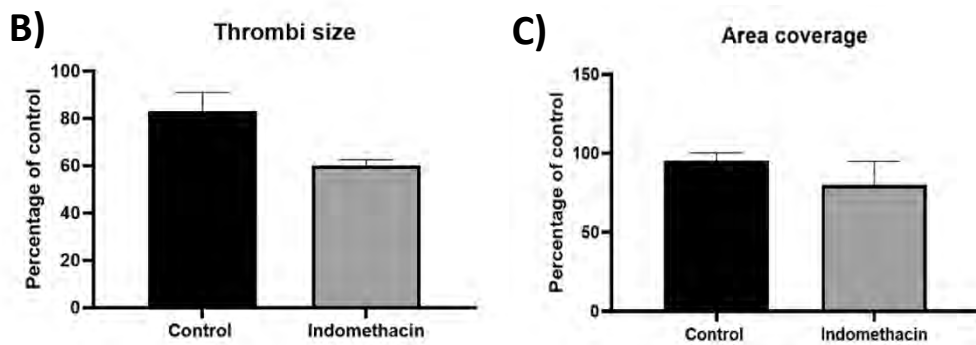 B)
Thrombi size
Percentage of control
100
80
60
40
20
0
Control
Indomethacin
C)
Area coverage
Percentage of control
150
100
50
0
Control
Indomethacin